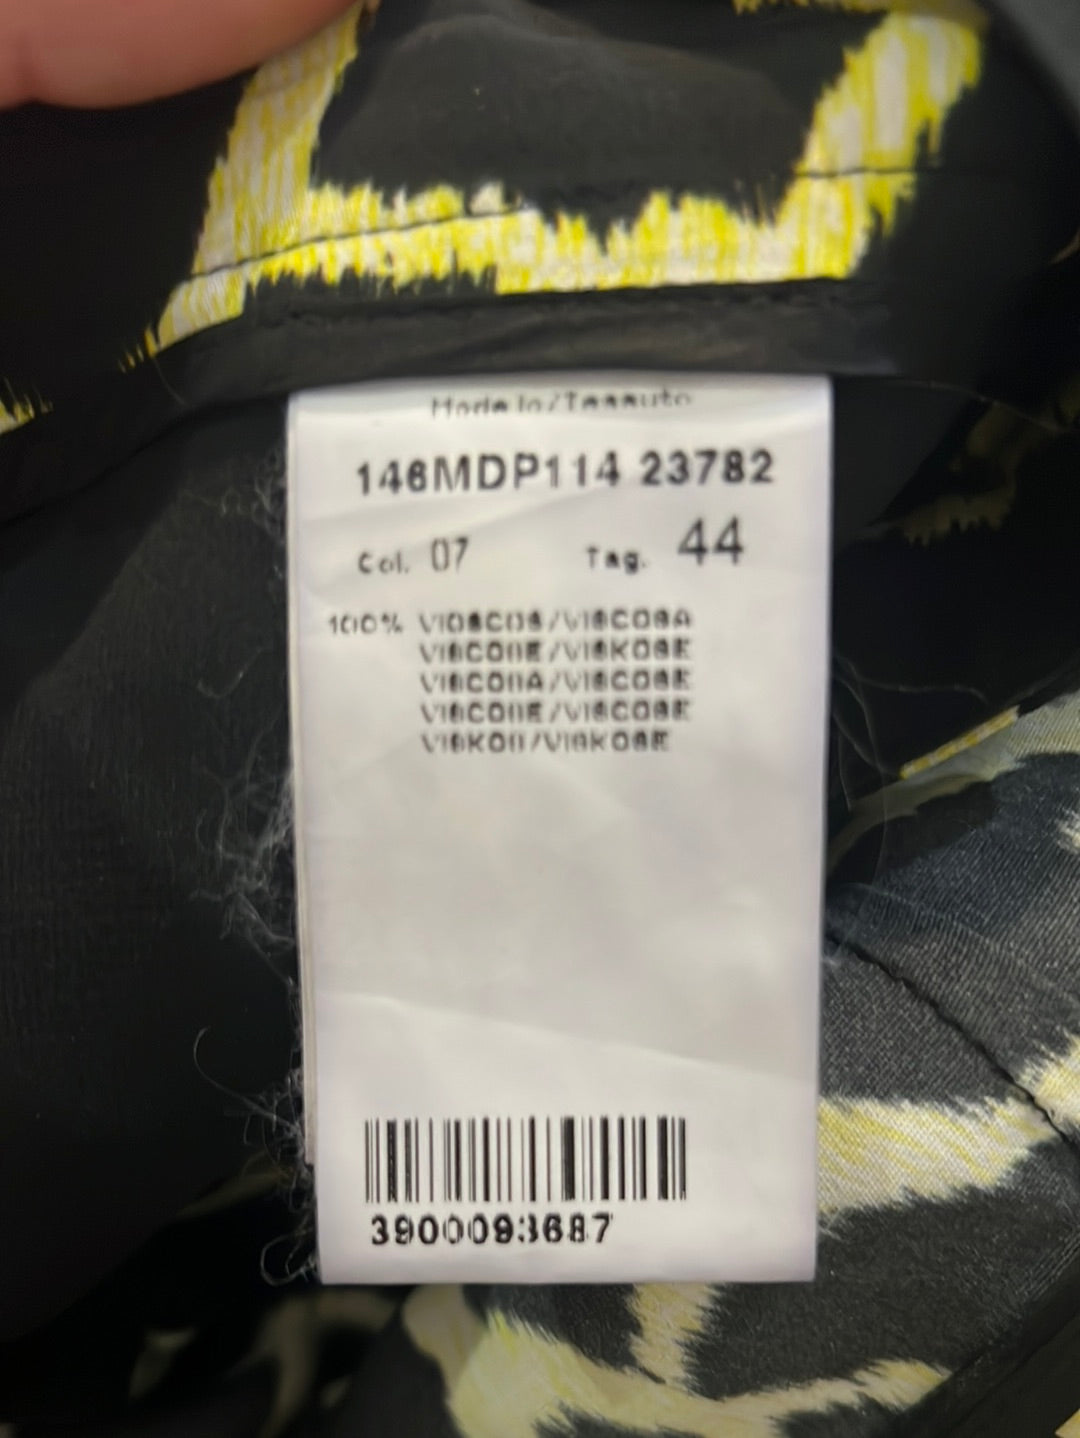 Modello/Tessuto
146MDP114 23782
Col. 07 Tag. 44
100% VISCOS/VISCOSA
VISCOSE/VISKOSE
VISCOSA/VISCOSE
VISCOSE/VISCOSE
VISKOS/VISKOSE
3900093687